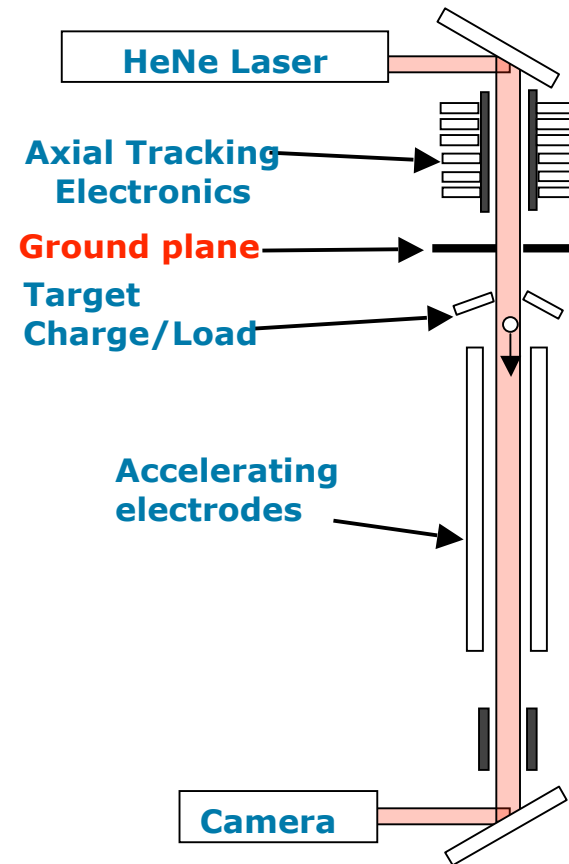 HeNe Laser
Axial Tracking
Electronics
Ground plane
Target
Charge/Load
Accelerating
electrodes
Camera